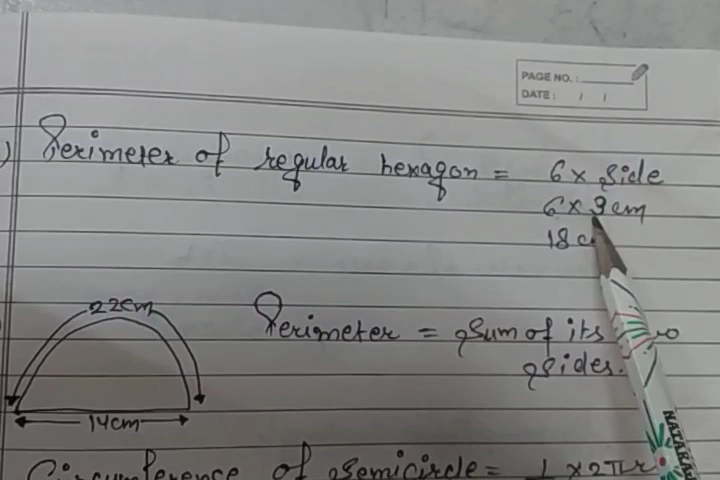 PAGE NO.:
DATE: / /
) Perimeter of regular hexagon = 6 × side
6 × 3 cm
18 c
22cm
Perimeter = Sum of its
sides.
14cm
Circumference of semicircle = 1 × 2πr
NATARAJ